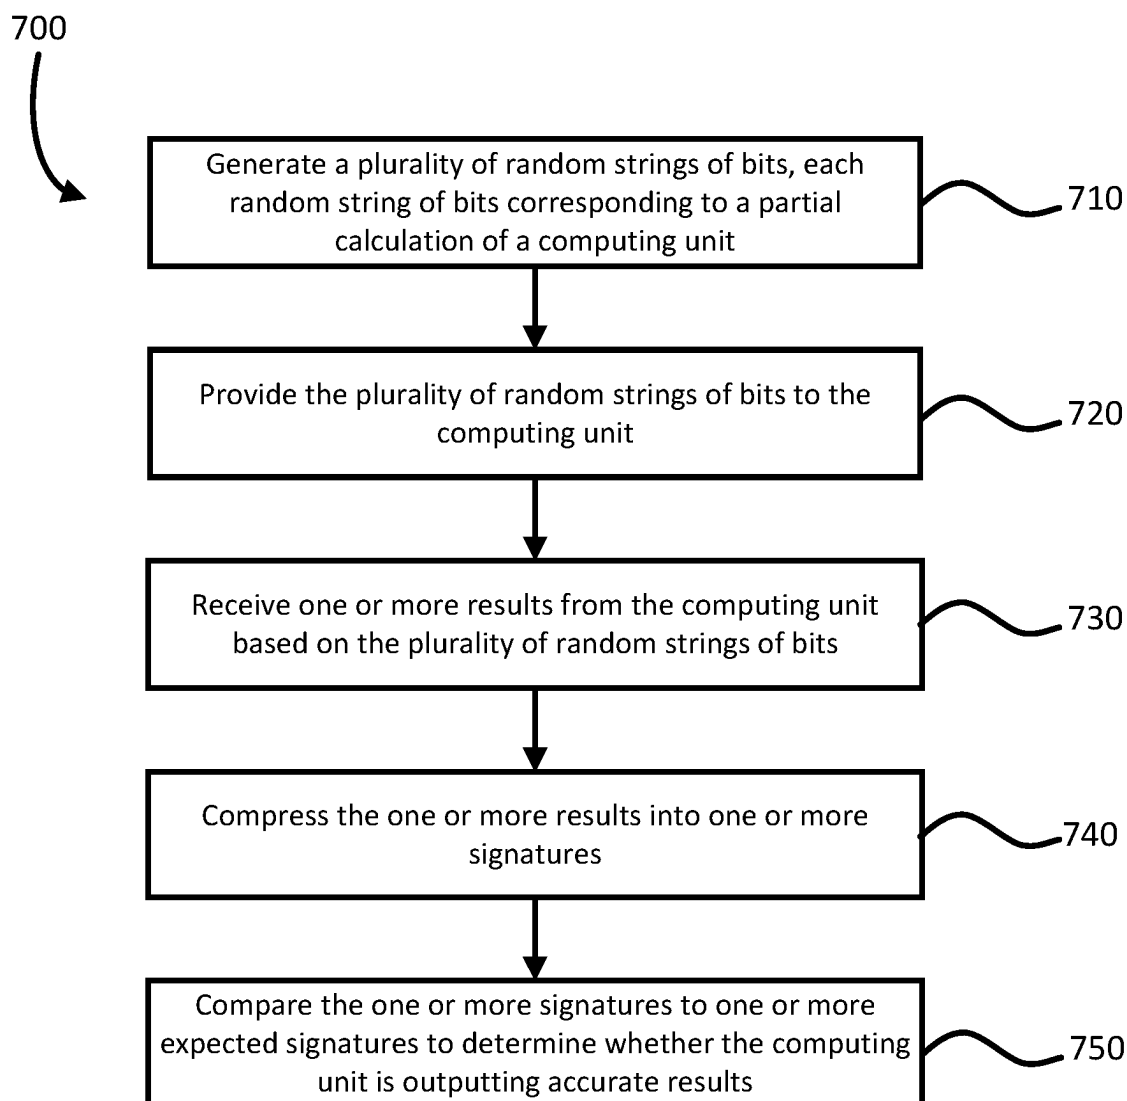 700
Generate a plurality of random strings of bits, each
random string of bits corresponding to a partial
calculation of a computing unit
710
Provide the plurality of random strings of bits to the
computing unit
720
Receive one or more results from the computing unit
based on the plurality of random strings of bits
730
Compress the one or more results into one or more
signatures
740
Compare the one or more signatures to one or more
expected signatures to determine whether the computing
unit is outputting accurate results
750